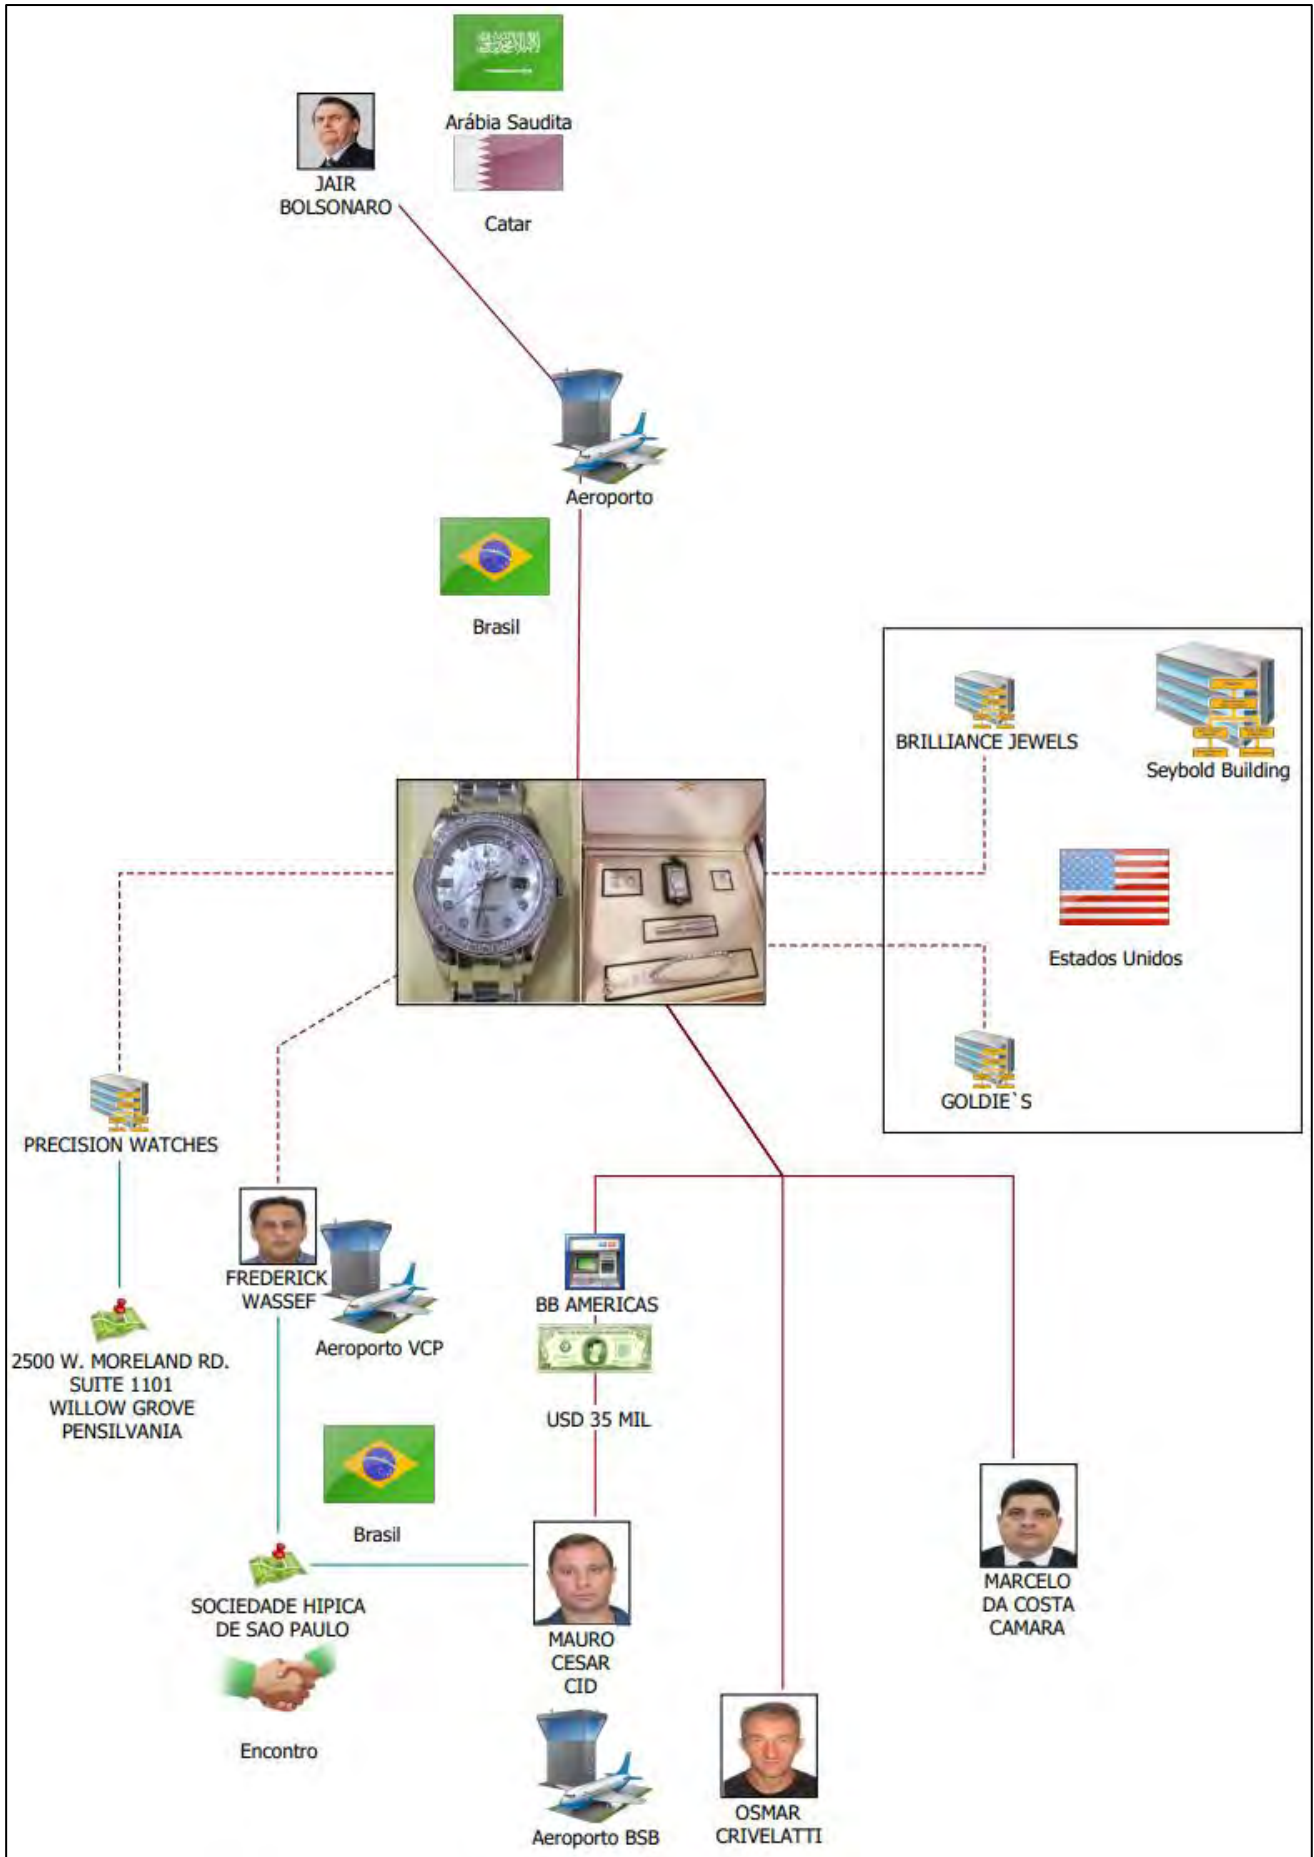 Arábia Saudita
JAIR
BOLSONARO
Catar
Aeroporto
Brasil
BRILLIANCE JEWELS
Seybold Building
Estados Unidos
GOLDIE`S
PRECISION WATCHES
2500 W. MORELAND RD.
SUITE 1101
WILLOW GROVE
PENSILVANIA
FREDERICK
WASSEF
Aeroporto VCP
BB AMERICAS
USD 35 MIL
Brasil
SOCIEDADE HIPICA
DE SAO PAULO
Encontro
MAURO
CESAR
CID
Aeroporto BSB
OSMAR
CRIVELATTI
MARCELO
DA COSTA
CAMARA